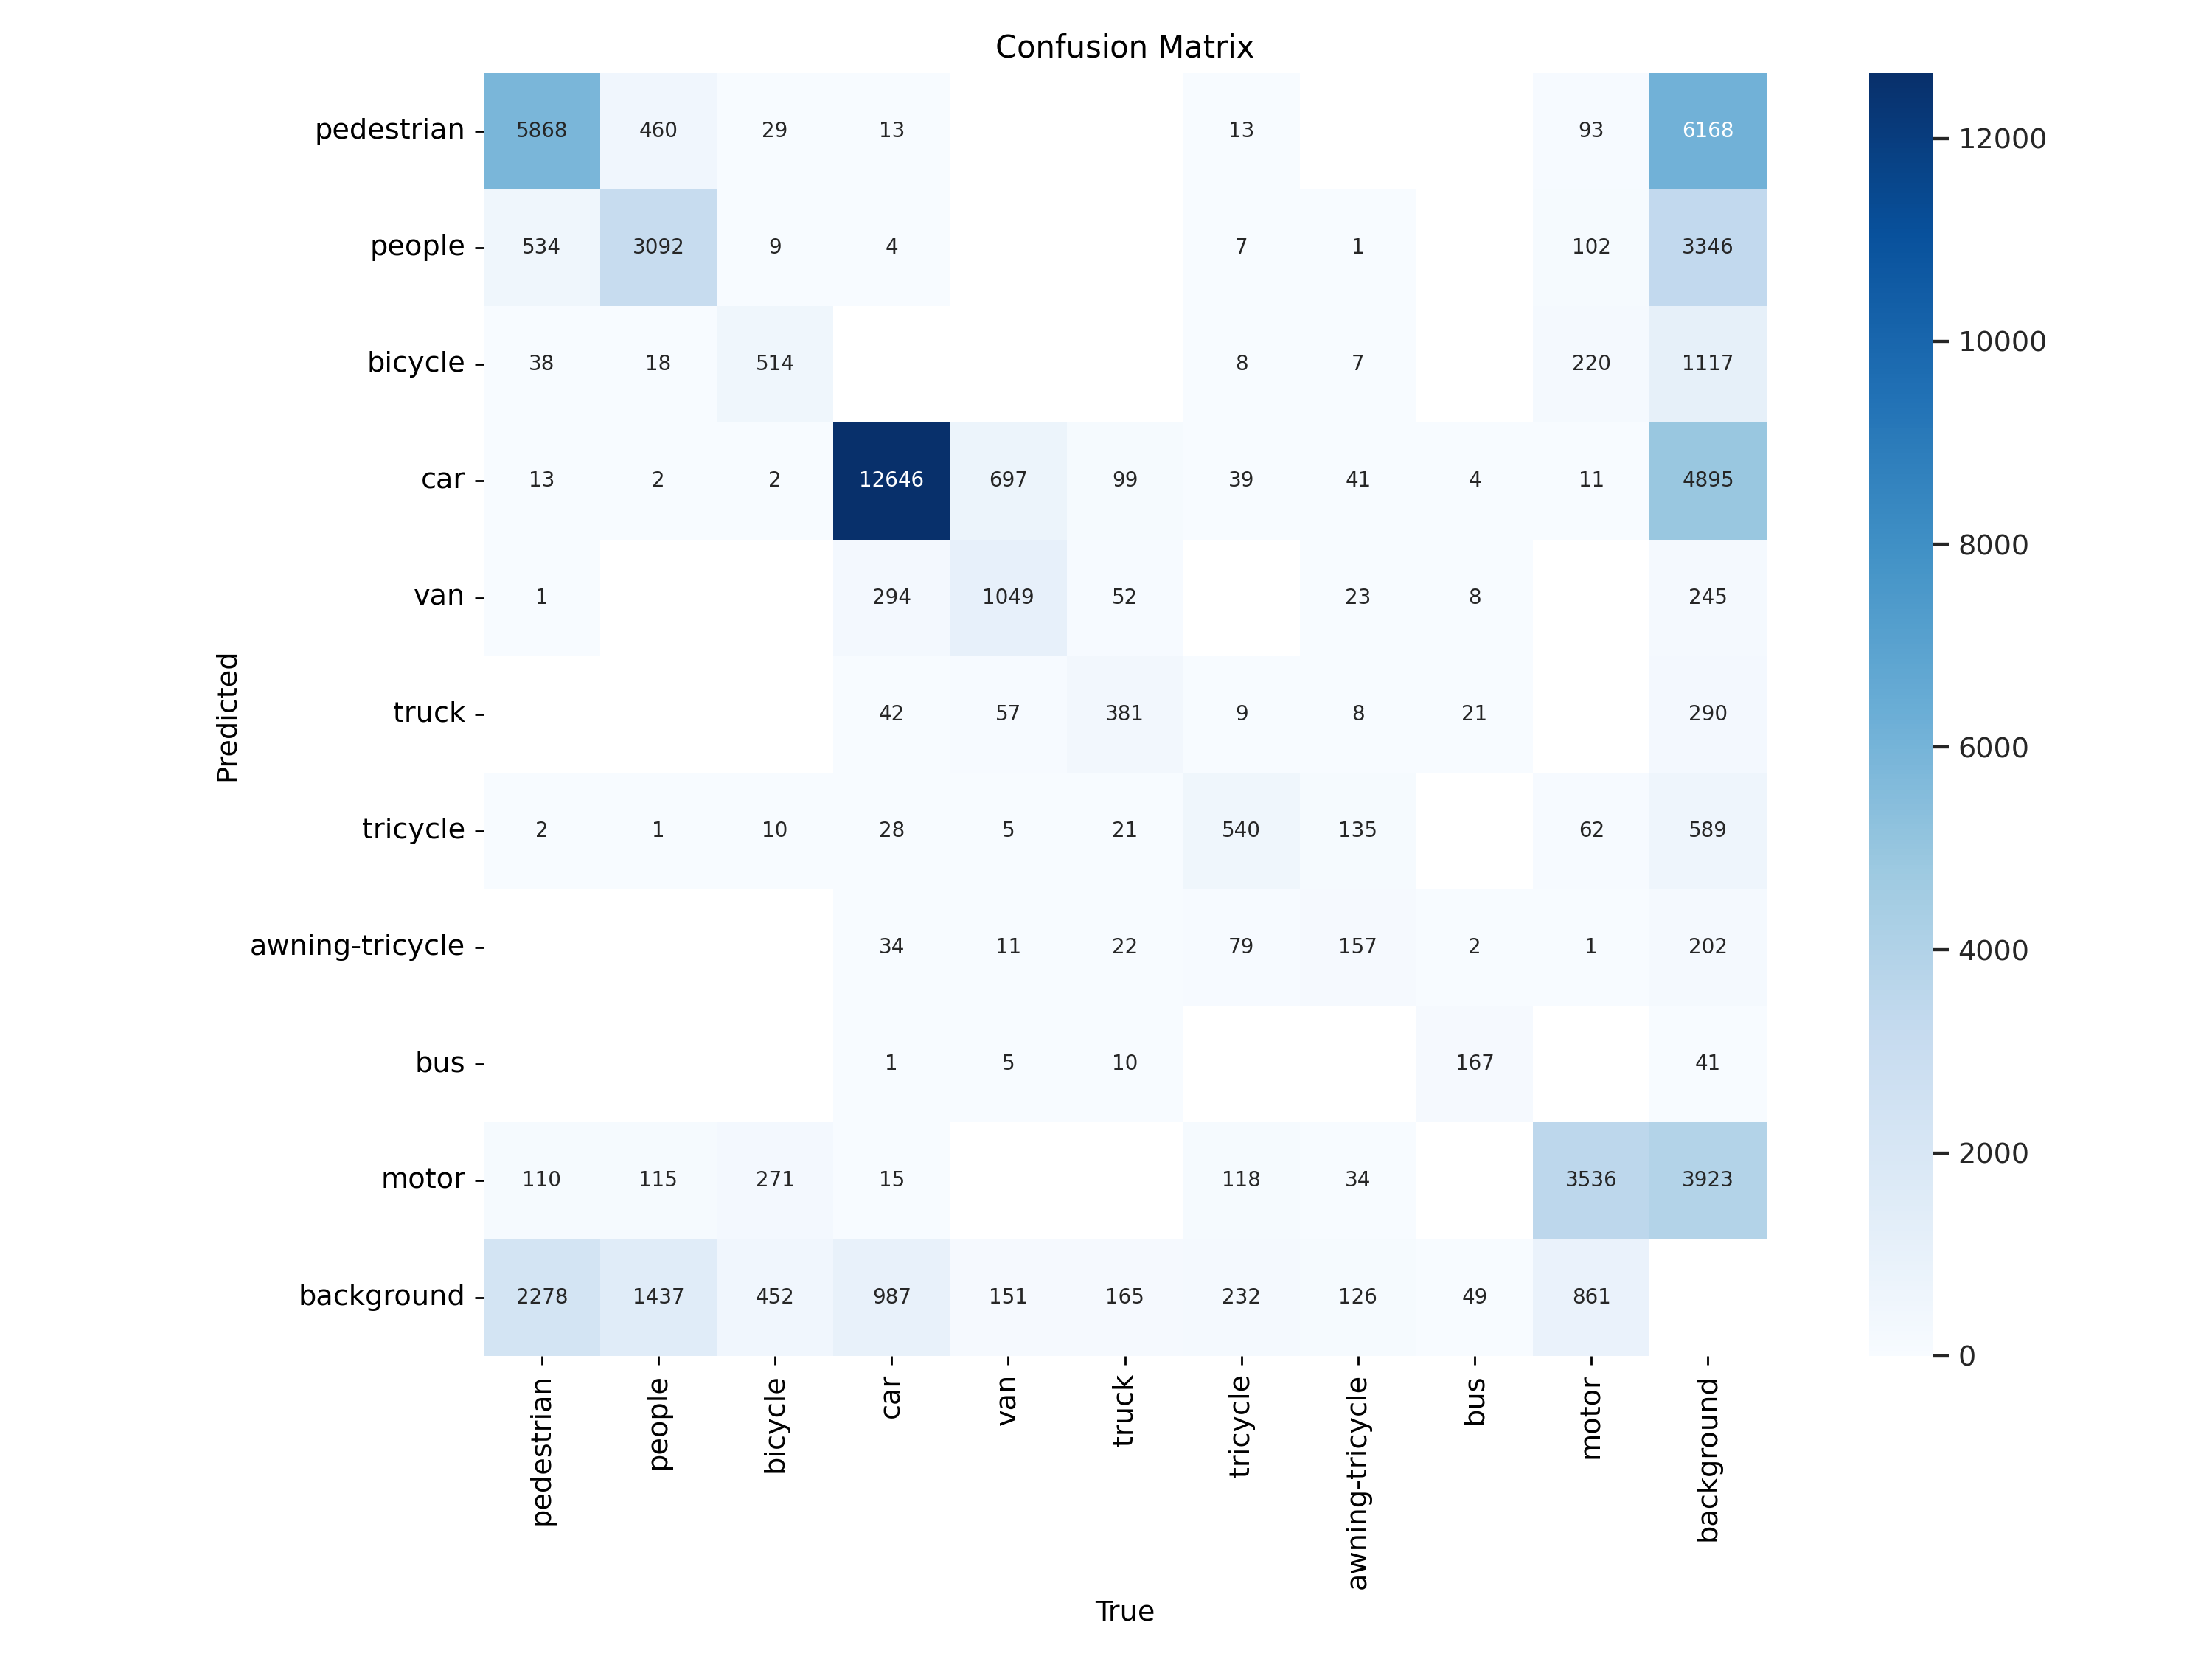 Confusion Matrix
pedestrian 5868 460 29 13 13 93 6168
people 534 3092 9 4 7 1 102 3346
bicycle 38 18 514 8 7 220 1117
car 13 2 2 12646 697 99 39 41 4 11 4895
van 1 294 1049 52 23 8 245
truck 42 57 381 9 8 21 290
tricycle 2 1 10 28 5 21 540 135 62 589
awning-tricycle 34 11 22 79 157 2 1 202
bus 1 5 10 167 41
motor 110 115 271 15 118 34 3536 3923
background 2278 1437 452 987 151 165 232 126 49 861
Predicted
pedestrian people bicycle car van truck tricycle awning-tricycle bus motor background
True
12000
10000
8000
6000
4000
2000
0